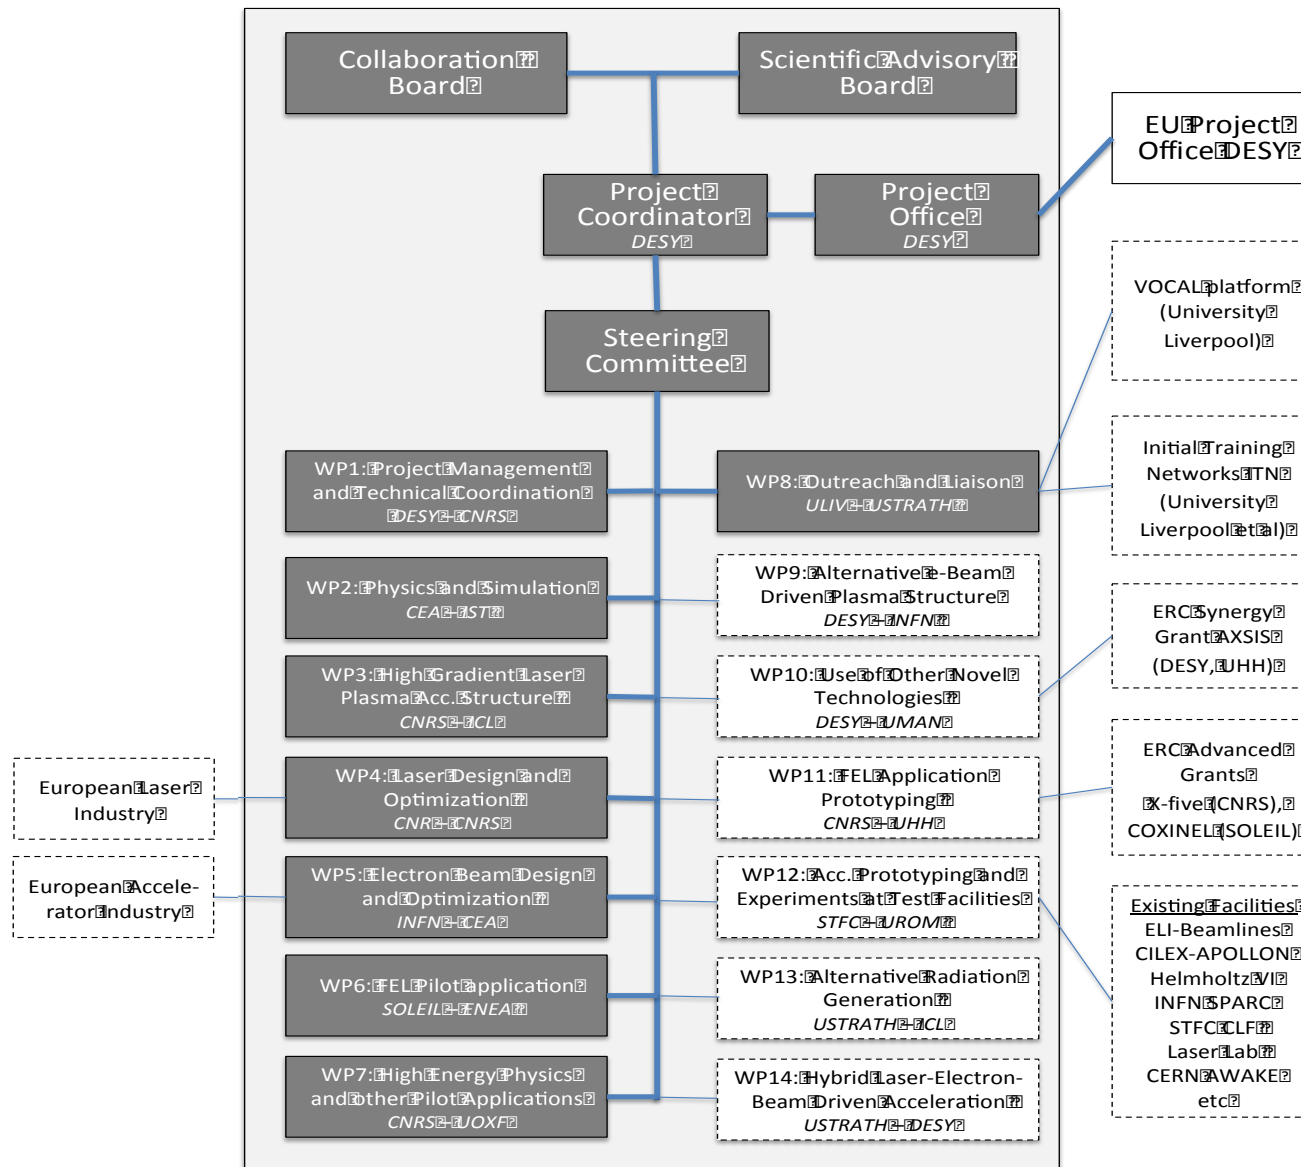 Collaboration
Board
Scientific Advisory
Board
EU Project
Office DESY
Project
Coordinator
DESY
Project
Office
DESY
VOCAL platform
(University
Liverpool)
Steering
Committee
Initial Training
Networks ITN
(University
Liverpool et al)
WP1: Project Management
and Technical Coordination
DESY – CNRS
WP8: Outreach and Liaison
ULIV – USTRATH
WP2: Physics and Simulation
CEA – IST
WP9: Alternative e-Beam
Driven Plasma Structure
DESY – INFN
ERC Synergy
Grant AXSIS
(DESY, UHH)
WP3: High Gradient Laser
Plasma Acc. Structure
CNRS – ICL
WP10: Use of Other Novel
Technologies
DESY – UMAN
European Laser
Industry
WP4: Laser Design and
Optimization
CNR – CNRS
WP11: FEL Application
Prototyping
CNRS – UHH
ERC Advanced
Grants
X-five (CNRS),
COXINEL (SOLEIL)
European Accele-
rator Industry
WP5: Electron Beam Design
and Optimization
INFN – CEA
WP12: Acc. Prototyping and
Experiments at Test Facilities
STFC – UROM
Existing Facilities
ELI-Beamlines
CILEX-APOLLON
Helmholtz VI
INFN SPARC
STFC CLF
Laser Lab
CERN AWAKE
etc
WP6: FEL Pilot application
SOLEIL – ENEA
WP13: Alternative Radiation
Generation
USTRATH – ICL
WP7: High Energy Physics
and other Pilot Applications
CNRS – UOXF
WP14: Hybrid Laser-Electron-
Beam Driven Acceleration
USTRATH – DESY